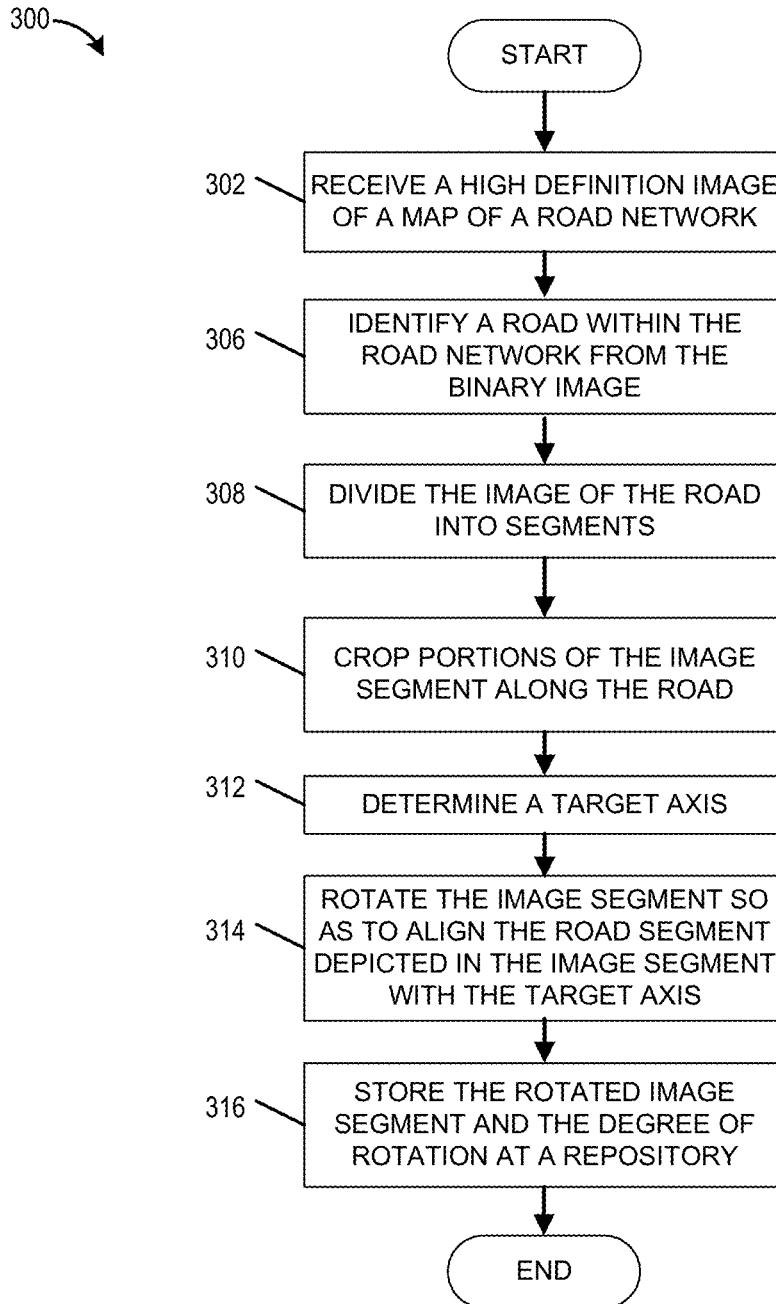 300
START
302
RECEIVE A HIGH DEFINITION IMAGE
OF A MAP OF A ROAD NETWORK
306
IDENTIFY A ROAD WITHIN THE
ROAD NETWORK FROM THE
BINARY IMAGE
308
DIVIDE THE IMAGE OF THE ROAD
INTO SEGMENTS
310
CROP PORTIONS OF THE IMAGE
SEGMENT ALONG THE ROAD
312
DETERMINE A TARGET AXIS
314
ROTATE THE IMAGE SEGMENT SO
AS TO ALIGN THE ROAD SEGMENT
DEPICTED IN THE IMAGE SEGMENT
WITH THE TARGET AXIS
316
STORE THE ROTATED IMAGE
SEGMENT AND THE DEGREE OF
ROTATION AT A REPOSITORY
END